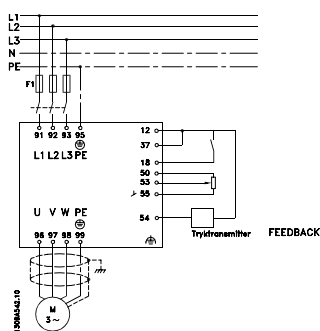 L1
L2
L3
N
PE
F1
91 92 93 95
L1 L2 L3 PE
U V W PE
96 97 98 99
12
37
18
50
53
55
54
Tryktransmitter
FEEDBACK
M
3 ~
130BA542.10